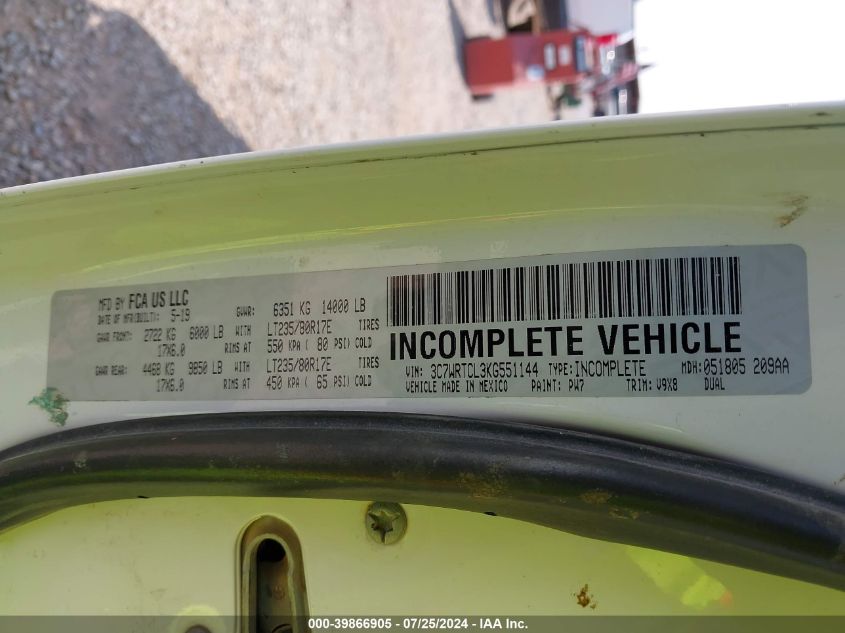 MFD BY FCA US LLC
DATE OF MFR(BUILT): 5-19 GVWR: 6351 KG 14000 LB
GAWR FRONT: 2722 KG 6000 LB WITH LT235/80R17E TIRES
17X6.0 RIMS AT 550 KPA ( 80 PSI) COLD
GAWR REAR: 4468 KG 9850 LB WITH LT235/80R17E TIRES
17X6.0 RIMS AT 450 KPA ( 65 PSI) COLD
INCOMPLETE VEHICLE
VIN: 3C7WRTCL3KG551144 TYPE: INCOMPLETE MDH: 051805 209AA
VEHICLE MADE IN MEXICO PAINT: PW7 TRIM: V9X8 DUAL
000-39866905 - 07/25/2024 - IAA Inc.